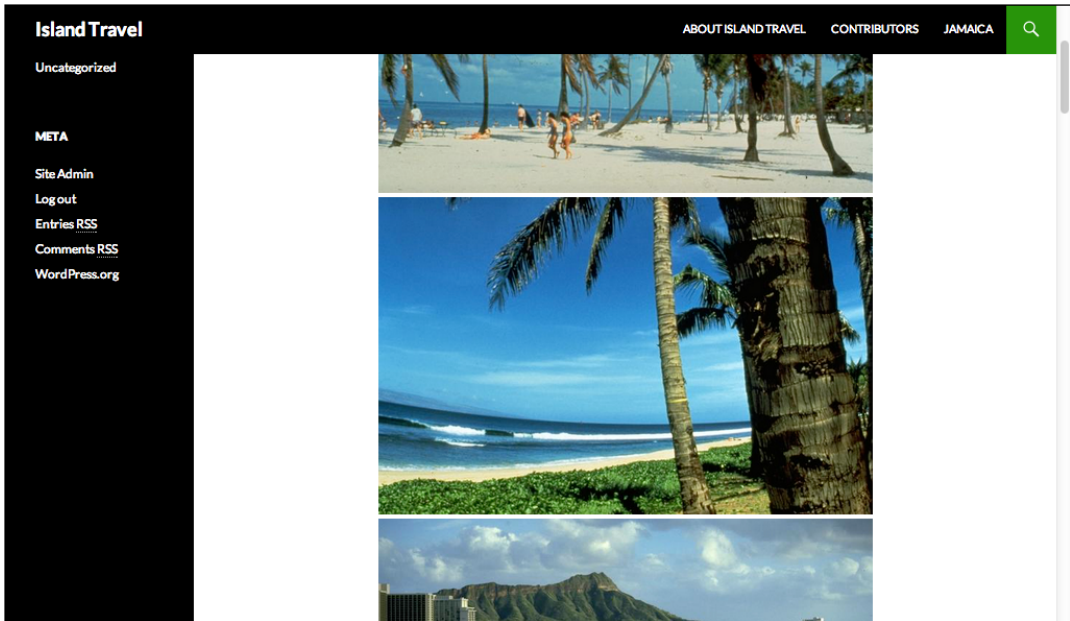 Island Travel
ABOUT ISLAND TRAVEL CONTRIBUTORS JAMAICA
Uncategorized
META
Site Admin
Log out
Entries RSS
Comments RSS
WordPress.org